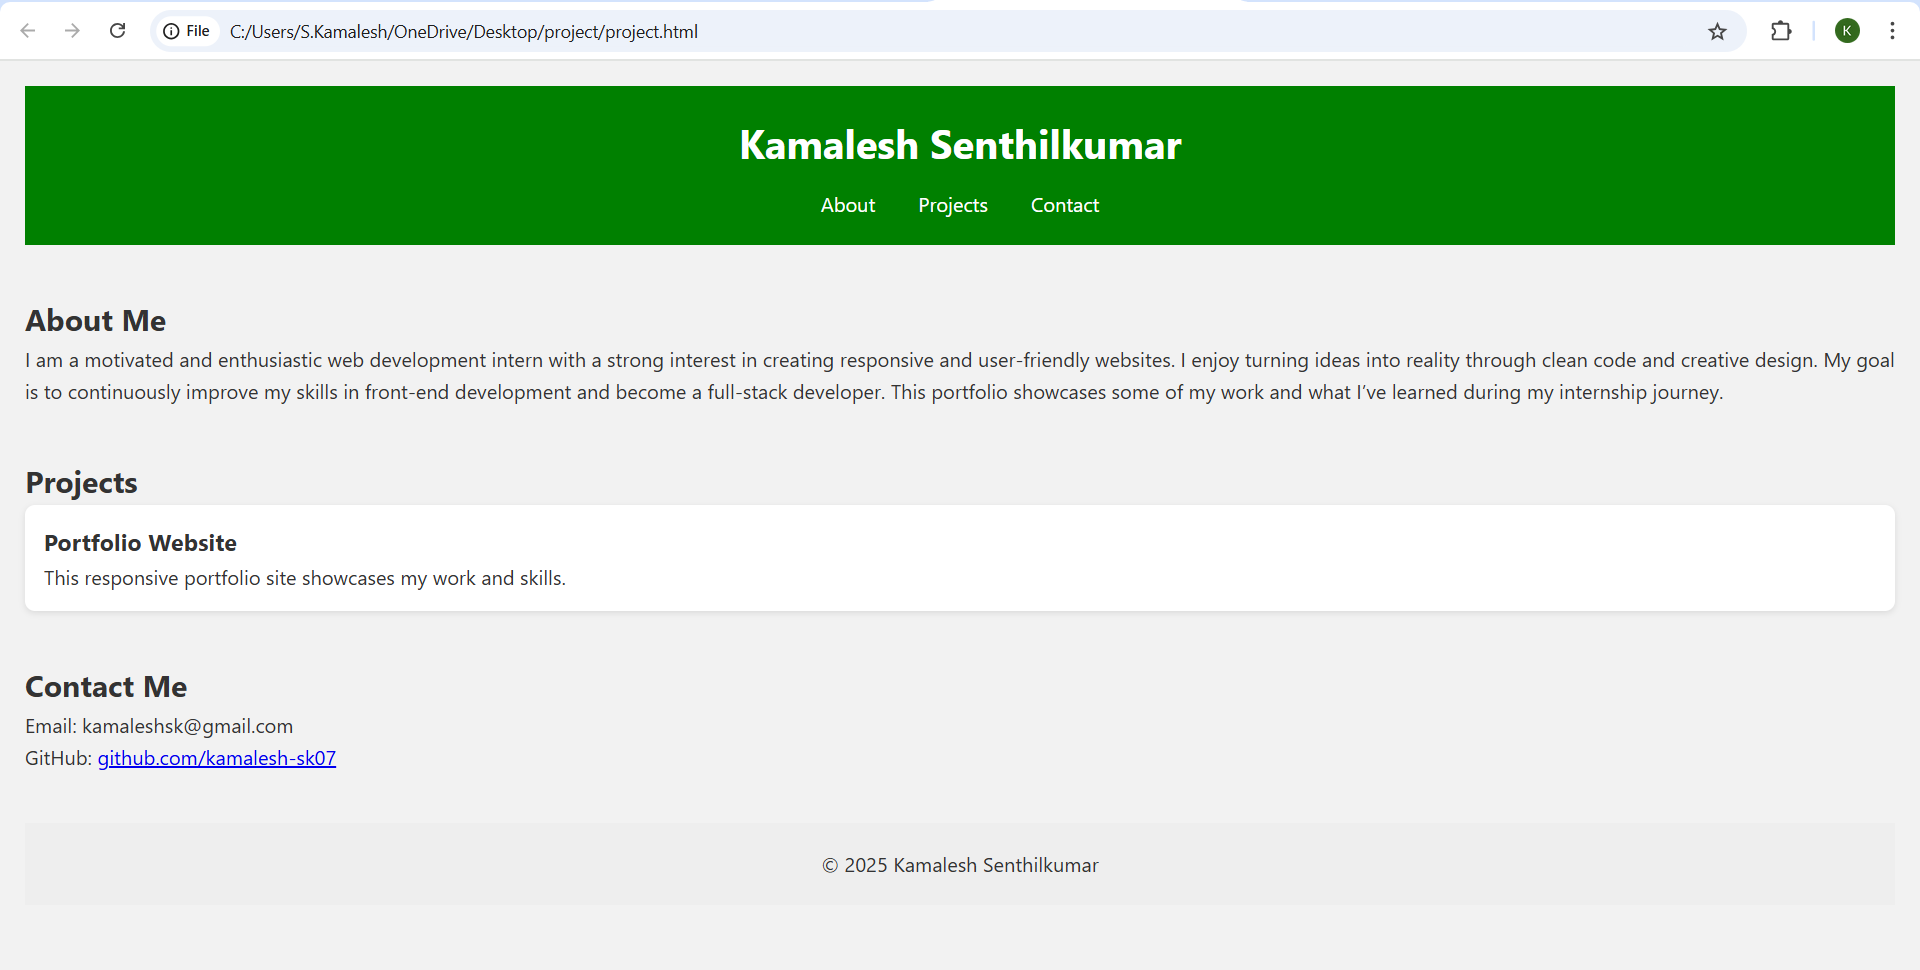 File C:/Users/S.Kamalesh/OneDrive/Desktop/project/project.html
K
Kamalesh Senthilkumar
About Projects Contact
About Me
I am a motivated and enthusiastic web development intern with a strong interest in creating responsive and user-friendly websites. I enjoy turning ideas into reality through clean code and creative design. My goal
is to continuously improve my skills in front-end development and become a full-stack developer. This portfolio showcases some of my work and what I’ve learned during my internship journey.
Projects
Portfolio Website
This responsive portfolio site showcases my work and skills.
Contact Me
Email: kamaleshsk@gmail.com
GitHub: github.com/kamalesh-sk07
© 2025 Kamalesh Senthilkumar